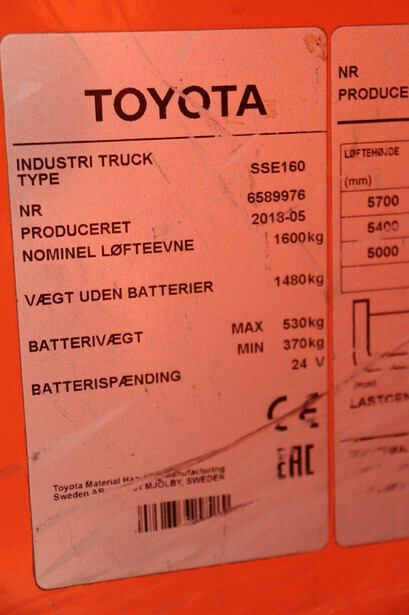 TOYOTA
INDUSTRI TRUCK
TYPE SSE160
NR 6589976
PRODUCERET 2018-05
NOMINEL LØFTEEVNE 1600kg
VÆGT UDEN BATTERIER 1480kg
BATTERIVÆGT MAX 530kg
MIN 370kg
BATTERISPÆNDING 24 V
CE
EAC
Toyota Material
Sweden AB MJÖLBY, SWEDEN
NR
PRODUCE
LØFTEHØJDE
(mm)
5700
5400
5000
(mm)
LASTCEN